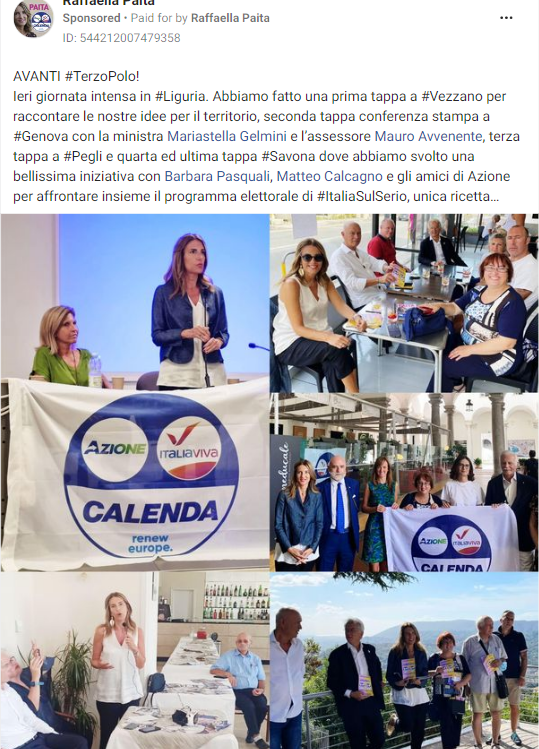 Raffaella Paita
Sponsored • Paid for by Raffaella Paita
ID: 544212007479358
AVANTI #TerzoPolo!
Ieri giornata intensa in #Liguria. Abbiamo fatto una prima tappa a #Vezzano per
raccontare le nostre idee per il territorio, seconda tappa conferenza stampa a
#Genova con la ministra Mariastella Gelmini e l'assessore Mauro Avvenente, terza
tappa a #Pegli e quarta ed ultima tappa #Savona dove abbiamo svolto una
bellissima iniziativa con Barbara Pasquali, Matteo Calcagno e gli amici di Azione
per affrontare insieme il programma elettorale di #ItaliaSulSerio, unica ricetta...
PAITA
AZIONE
ITALIAVIVA
CALENDA
renew
europe.
meducale
AZIONE
ITALIAVIVA
CALENDA